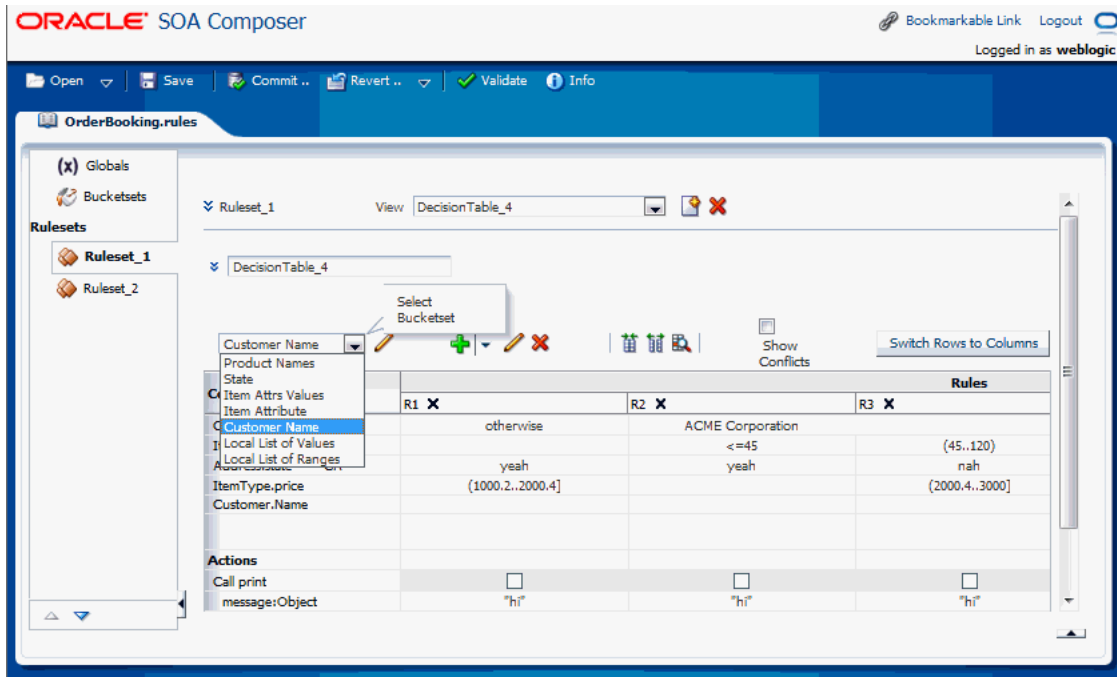 ORACLE SOA Composer
Bookmarkable Link Logout
Logged in as weblogic
Open Save Commit .. Revert .. Validate Info
OrderBooking.rules
(x) Globals
Bucketsets
Rulesets
Ruleset_1
Ruleset_2
Ruleset_1 View DecisionTable_4
DecisionTable_4
Select
Bucketset
Customer Name
Show
Conflicts
Switch Rows to Columns
Product Names
State
Item Attrs Values
Item Attribute
Customer Name
Local List of Values
Local List of Ranges
Rules
R1 R2 R3
otherwise ACME Corporation
<=45 (45..120)
yeah yeah nah
ItemType.price (1000.2..2000.4] (2000.4..3000]
Customer.Name
Actions
Call print
message:Object "hi" "hi" "hi"